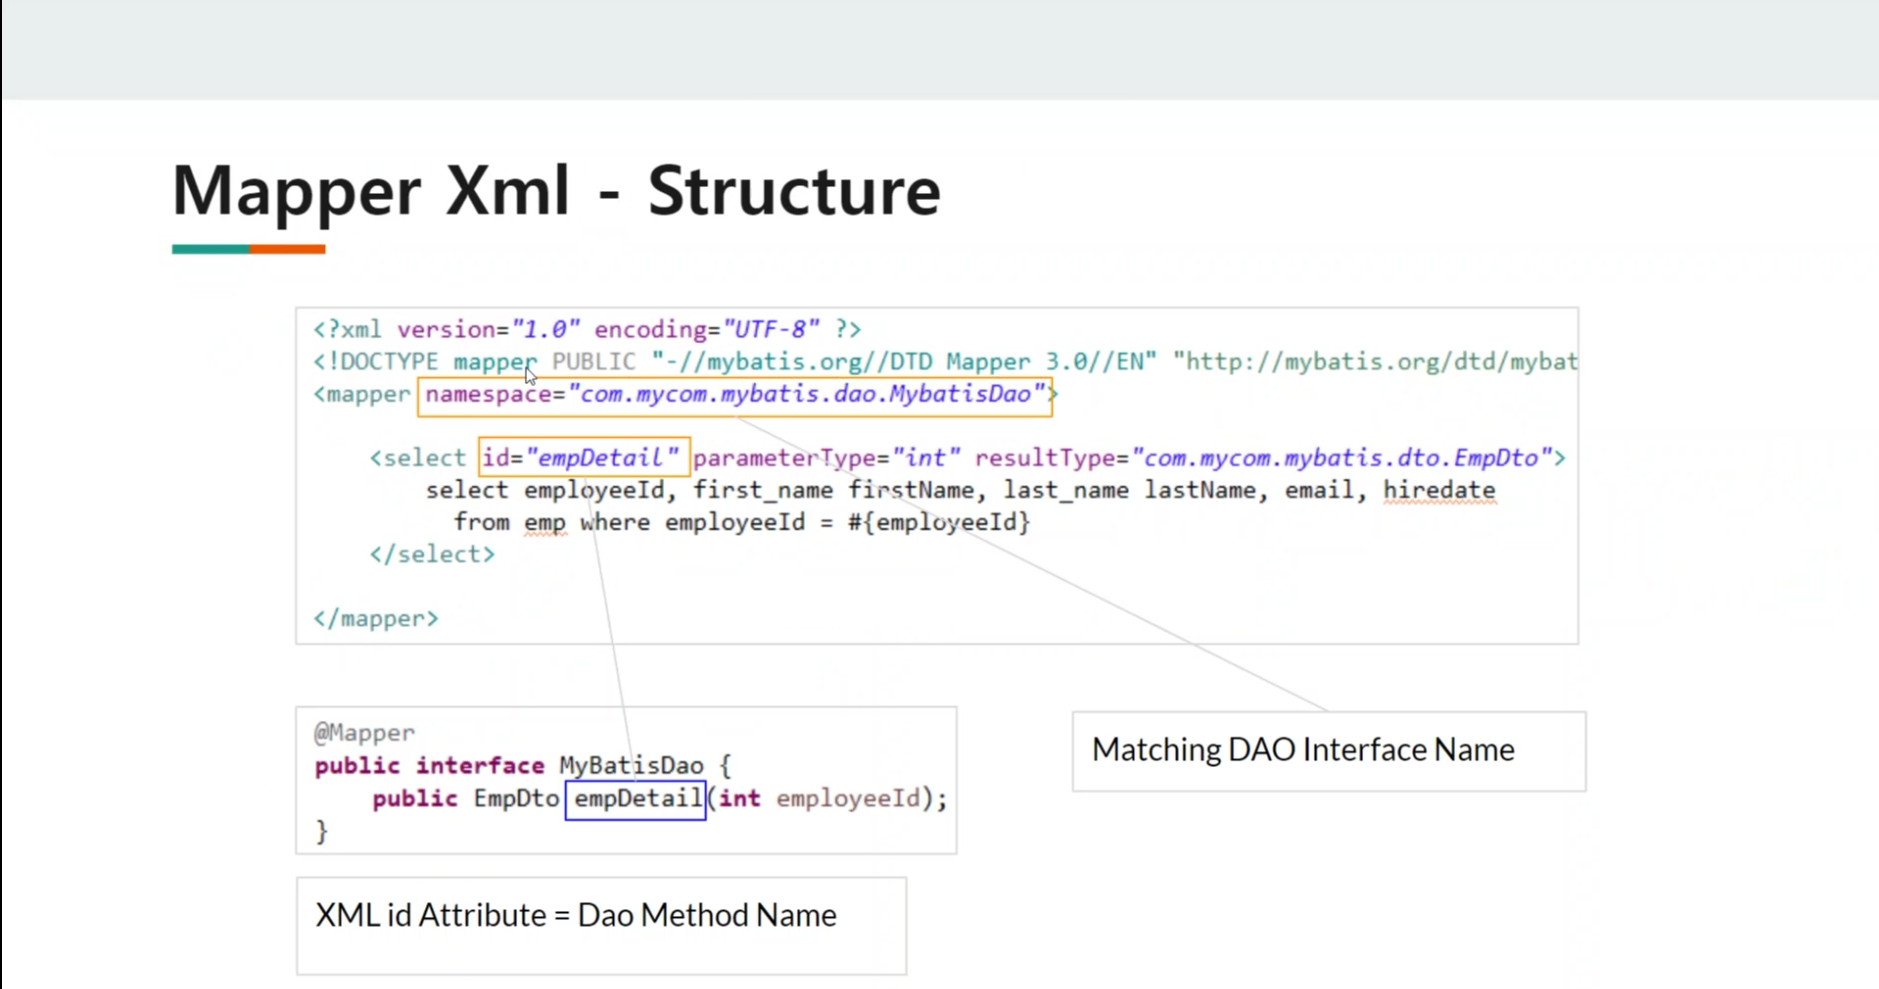 Mapper Xml - Structure
<?xml version="1.0" encoding="UTF-8" ?>
<!DOCTYPE mapper PUBLIC "-//mybatis.org//DTD Mapper 3.0//EN" "http://mybatis.org/dtd/mybat
<mapper namespace="com.mycom.mybatis.dao.MybatisDao">
<select id="empDetail" parameterType="int" resultType="com.mycom.mybatis.dto.EmpDto">
select employeeId, first_name firstName, last_name lastName, email, hiredate
from emp where employeeId = #{employeeId}
</select>
</mapper>
@Mapper
public interface MyBatisDao {
public EmpDto empDetail(int employeeId);
}
Matching DAO Interface Name
XML id Attribute = Dao Method Name